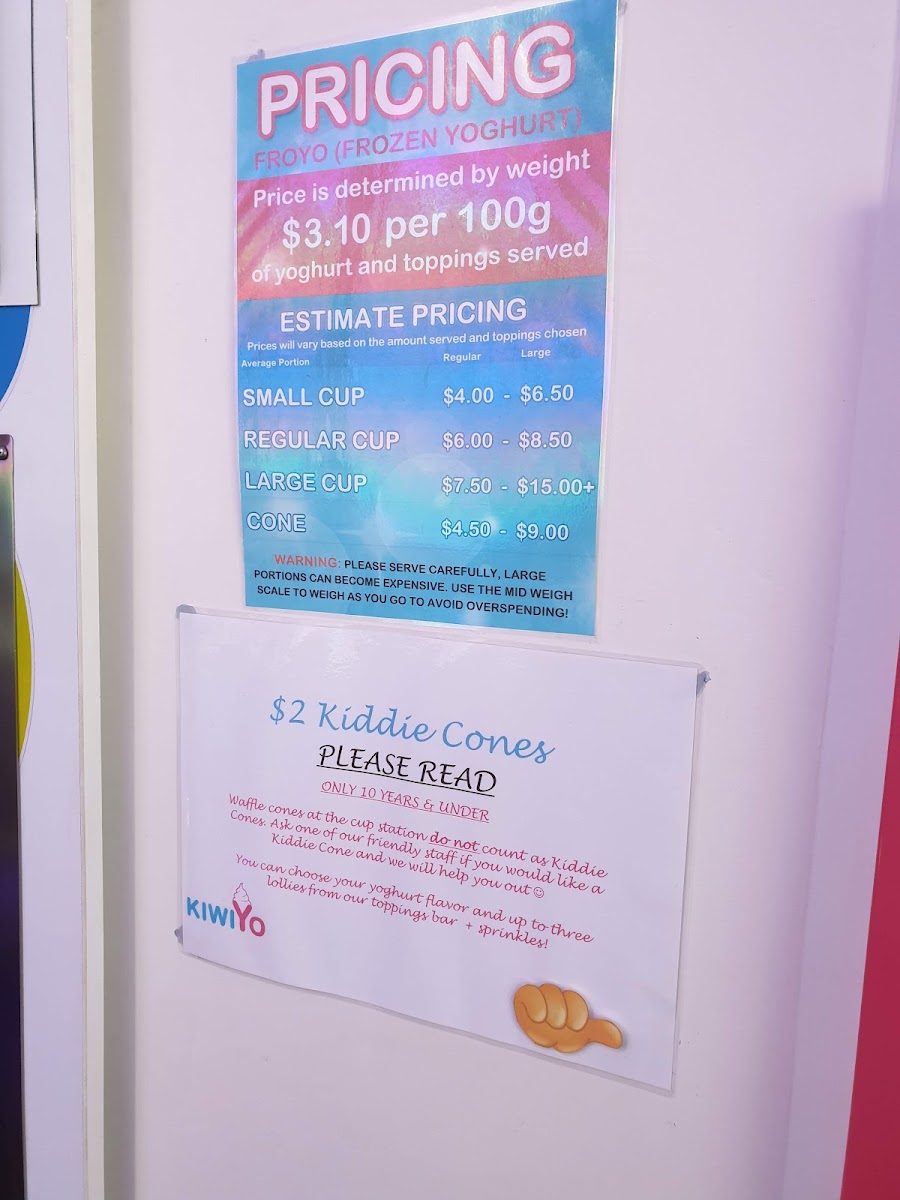 PRICING
FROYO (FROZEN YOGHURT)
Price is determined by weight
$3.10 per 100g
of yoghurt and toppings served
ESTIMATE PRICING
Prices will vary based on the amount served and toppings chosen
Average Portion Regular Large
SMALL CUP $4.00 - $6.50
REGULAR CUP $6.00 - $8.50
LARGE CUP $7.50 - $15.00+
CONE $4.50 - $9.00
WARNING: PLEASE SERVE CAREFULLY, LARGE
PORTIONS CAN BECOME EXPENSIVE. USE THE MID WEIGH
SCALE TO WEIGH AS YOU GO TO AVOID OVERSPENDING!
$2 Kiddie Cones
PLEASE READ
ONLY 10 YEARS & UNDER
Waffle cones at the cup station do not count as Kiddie
Cones. Ask one of our friendly staff if you would like a
Kiddie Cone and we will help you out ☺
You can choose your yoghurt flavor and up to three
lollies from our toppings bar + sprinkles!
KIWIYO